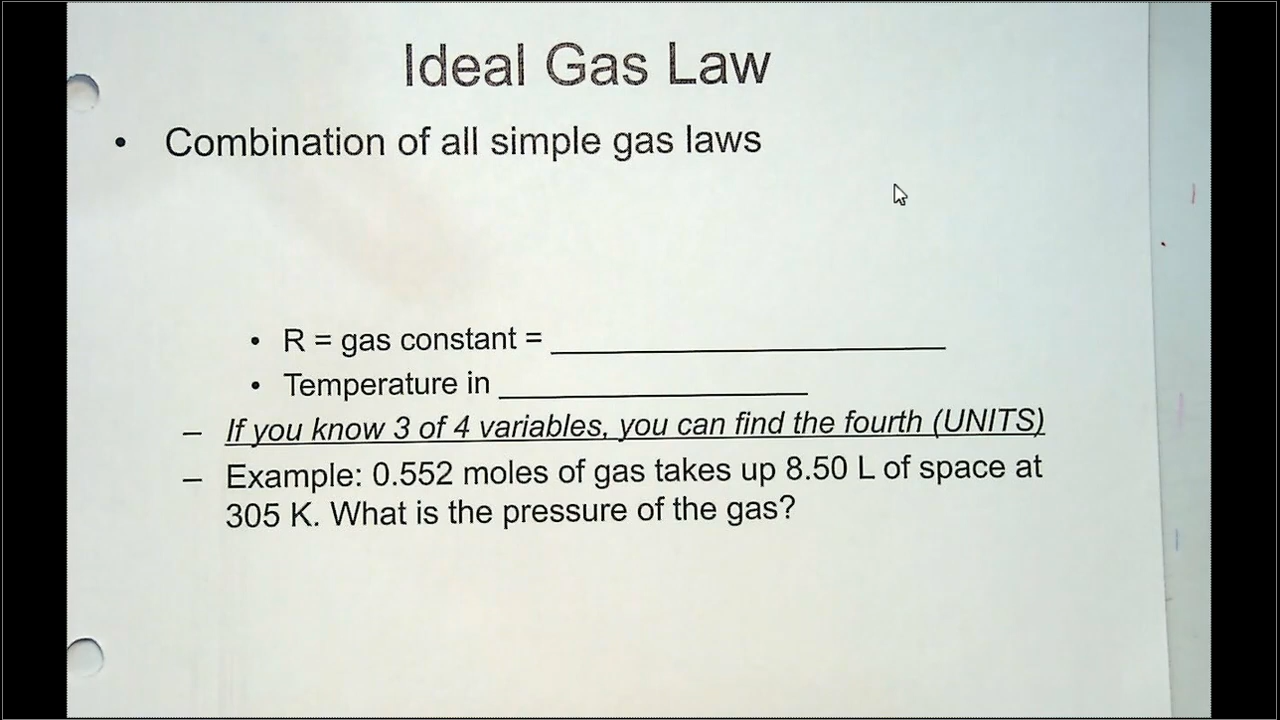 Ideal Gas Law
• Combination of all simple gas laws
• R = gas constant = ____________________
• Temperature in ____________________
– If you know 3 of 4 variables, you can find the fourth (UNITS)
– Example: 0.552 moles of gas takes up 8.50 L of space at
305 K. What is the pressure of the gas?